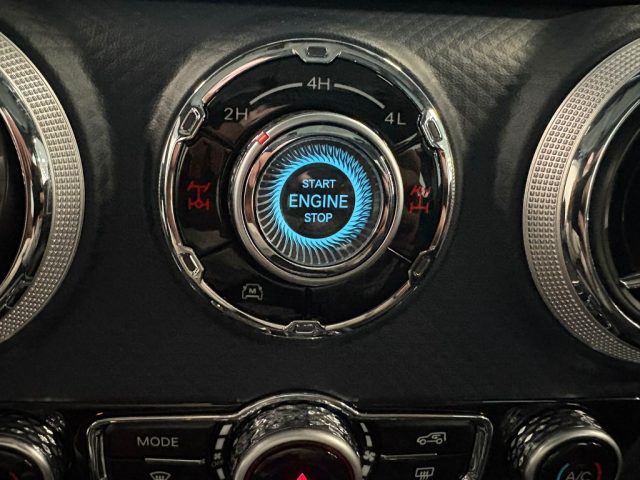 4H
2H
4L
START
ENGINE
STOP
M
MODE
A/C